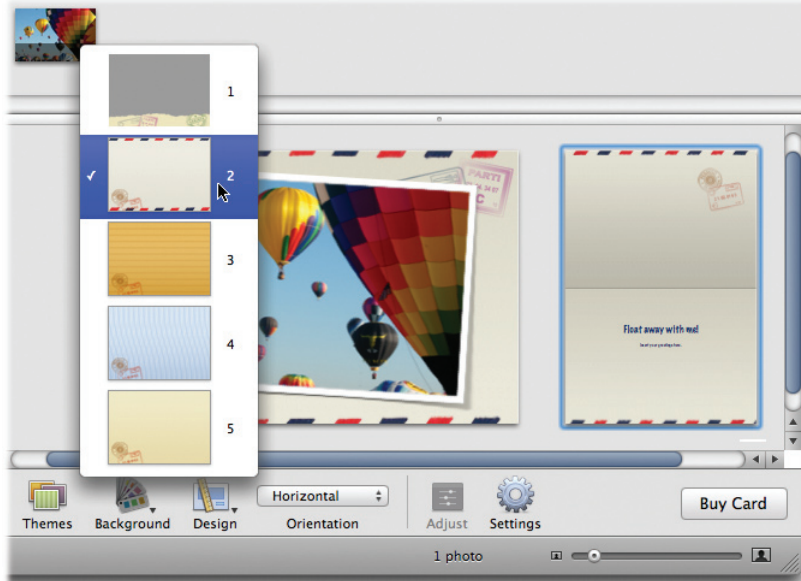 1
✓ 2
3
4
5
PARTI
C
Float away with me!
Horizontal
Themes
Background
Design
Orientation
Adjust
Settings
Buy Card
1 photo